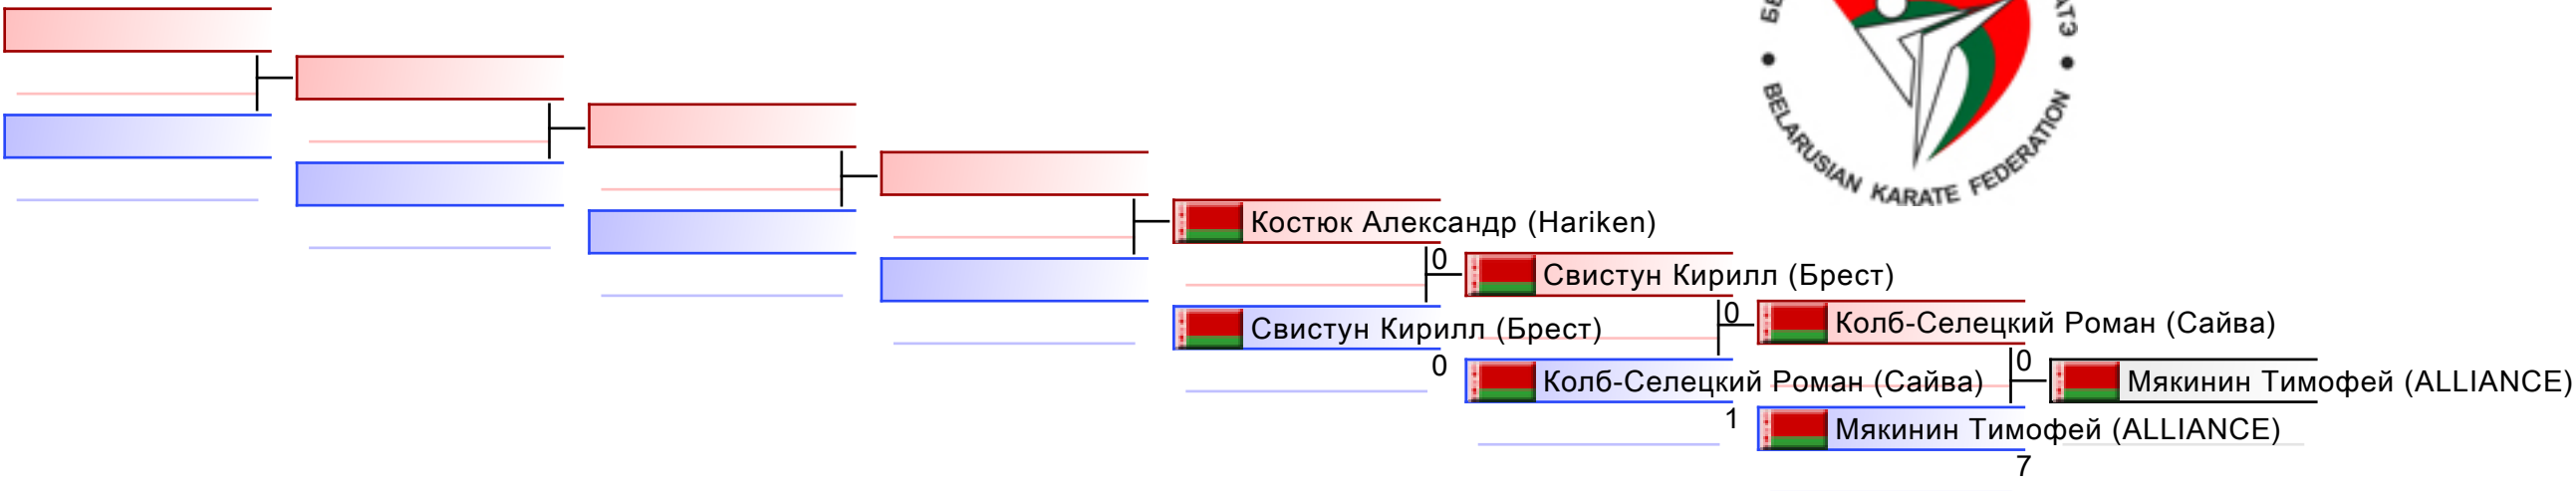 BELARUSIAN KARATE FEDERATION
Костюк Александр (Hariken)
0
Свистун Кирилл (Брест)
0
Свистун Кирилл (Брест)
0
Колб-Селецкий Роман (Сайва)
1
Колб-Селецкий Роман (Сайва)
0
Мякинин Тимофей (ALLIANCE)
7
Мякинин Тимофей (ALLIANCE)